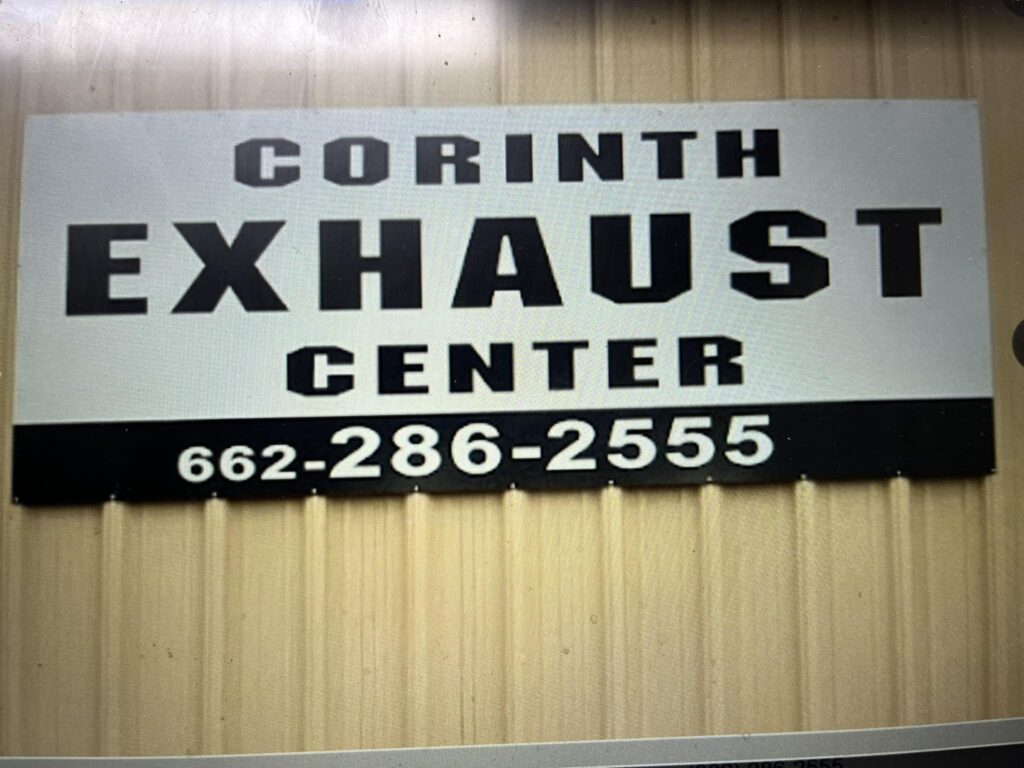 CORINTH
EXHAUST
CENTER
662-286-2555